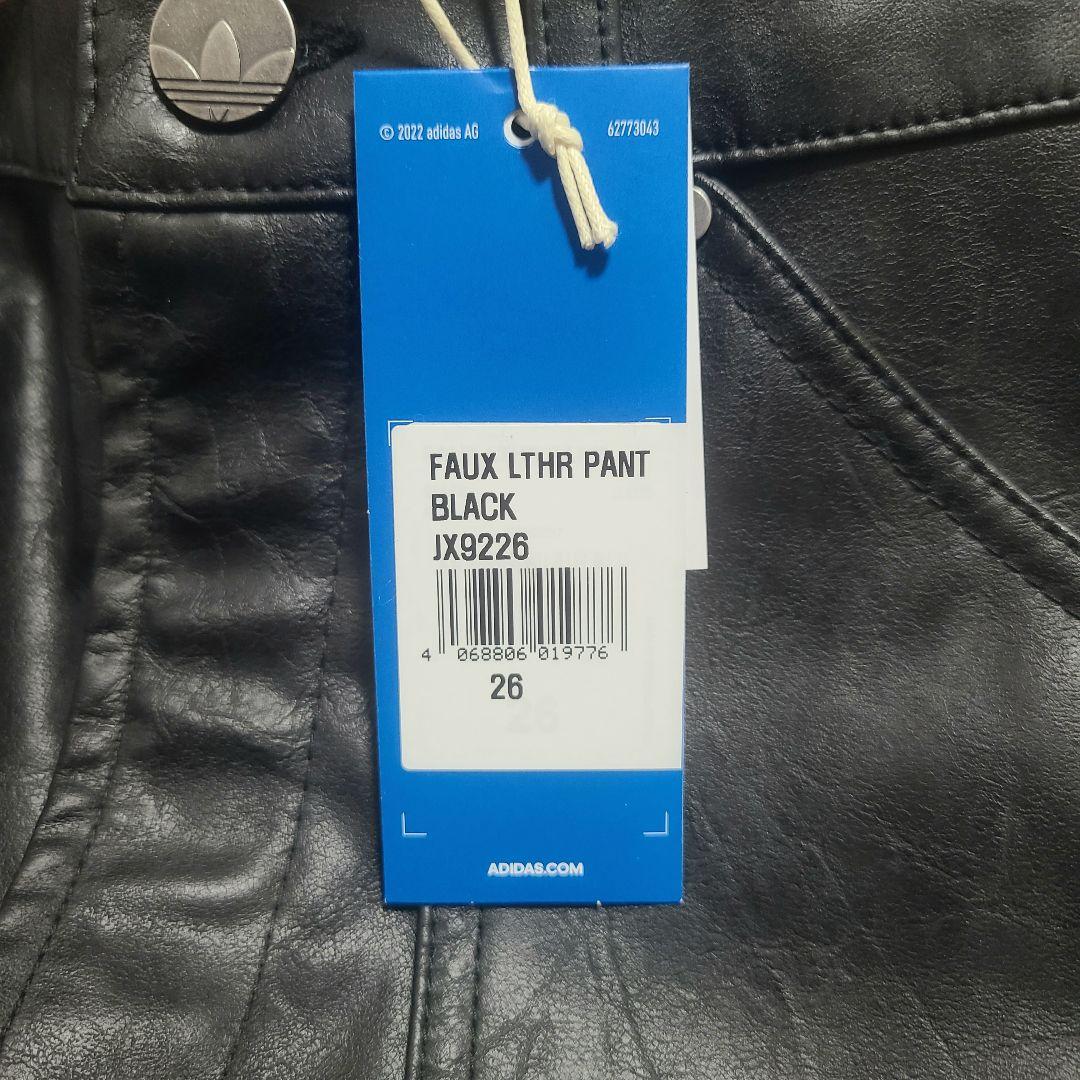 © 2022 adidas AG
62773043
FAUX LTHR PANT
BLACK
JX9226
4 068806 019776
26
ADIDAS.COM